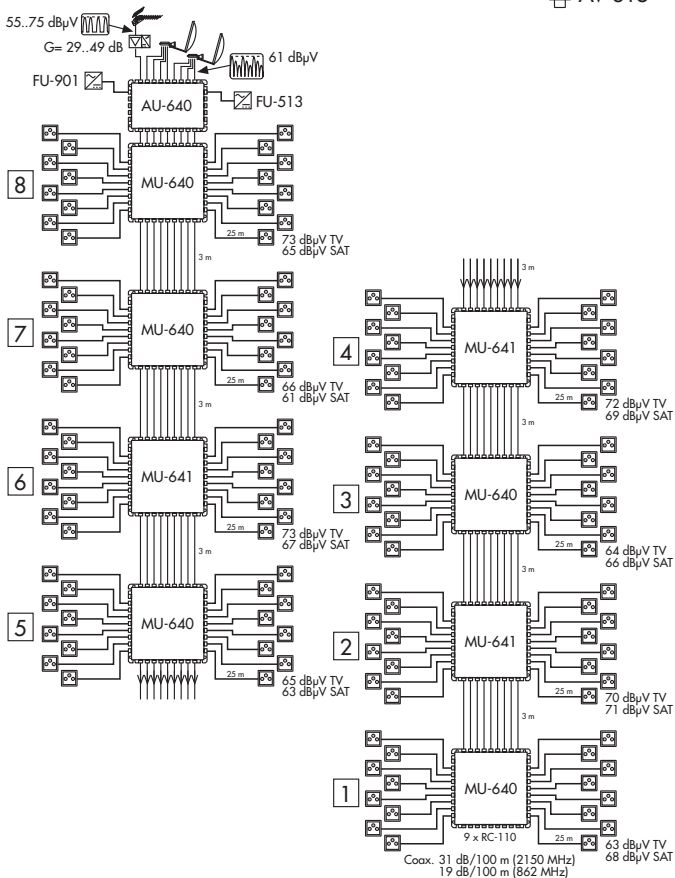 AV-513
55..75 dBµV
G= 29..49 dB
61 dBµV
FU-901
AU-640
FU-513
8
MU-640
25 m
73 dBµV TV
65 dBµV SAT
3 m
7
MU-640
25 m
66 dBµV TV
61 dBµV SAT
3 m
6
MU-641
25 m
73 dBµV TV
67 dBµV SAT
3 m
5
MU-640
25 m
65 dBµV TV
63 dBµV SAT
3 m
4
MU-641
25 m
72 dBµV TV
69 dBµV SAT
3 m
3
MU-640
25 m
64 dBµV TV
66 dBµV SAT
3 m
2
MU-641
25 m
70 dBµV TV
71 dBµV SAT
3 m
1
MU-640
9 x RC-110
25 m
63 dBµV TV
68 dBµV SAT
Coax. 31 dB/100 m (2150 MHz)
19 dB/100 m (862 MHz)